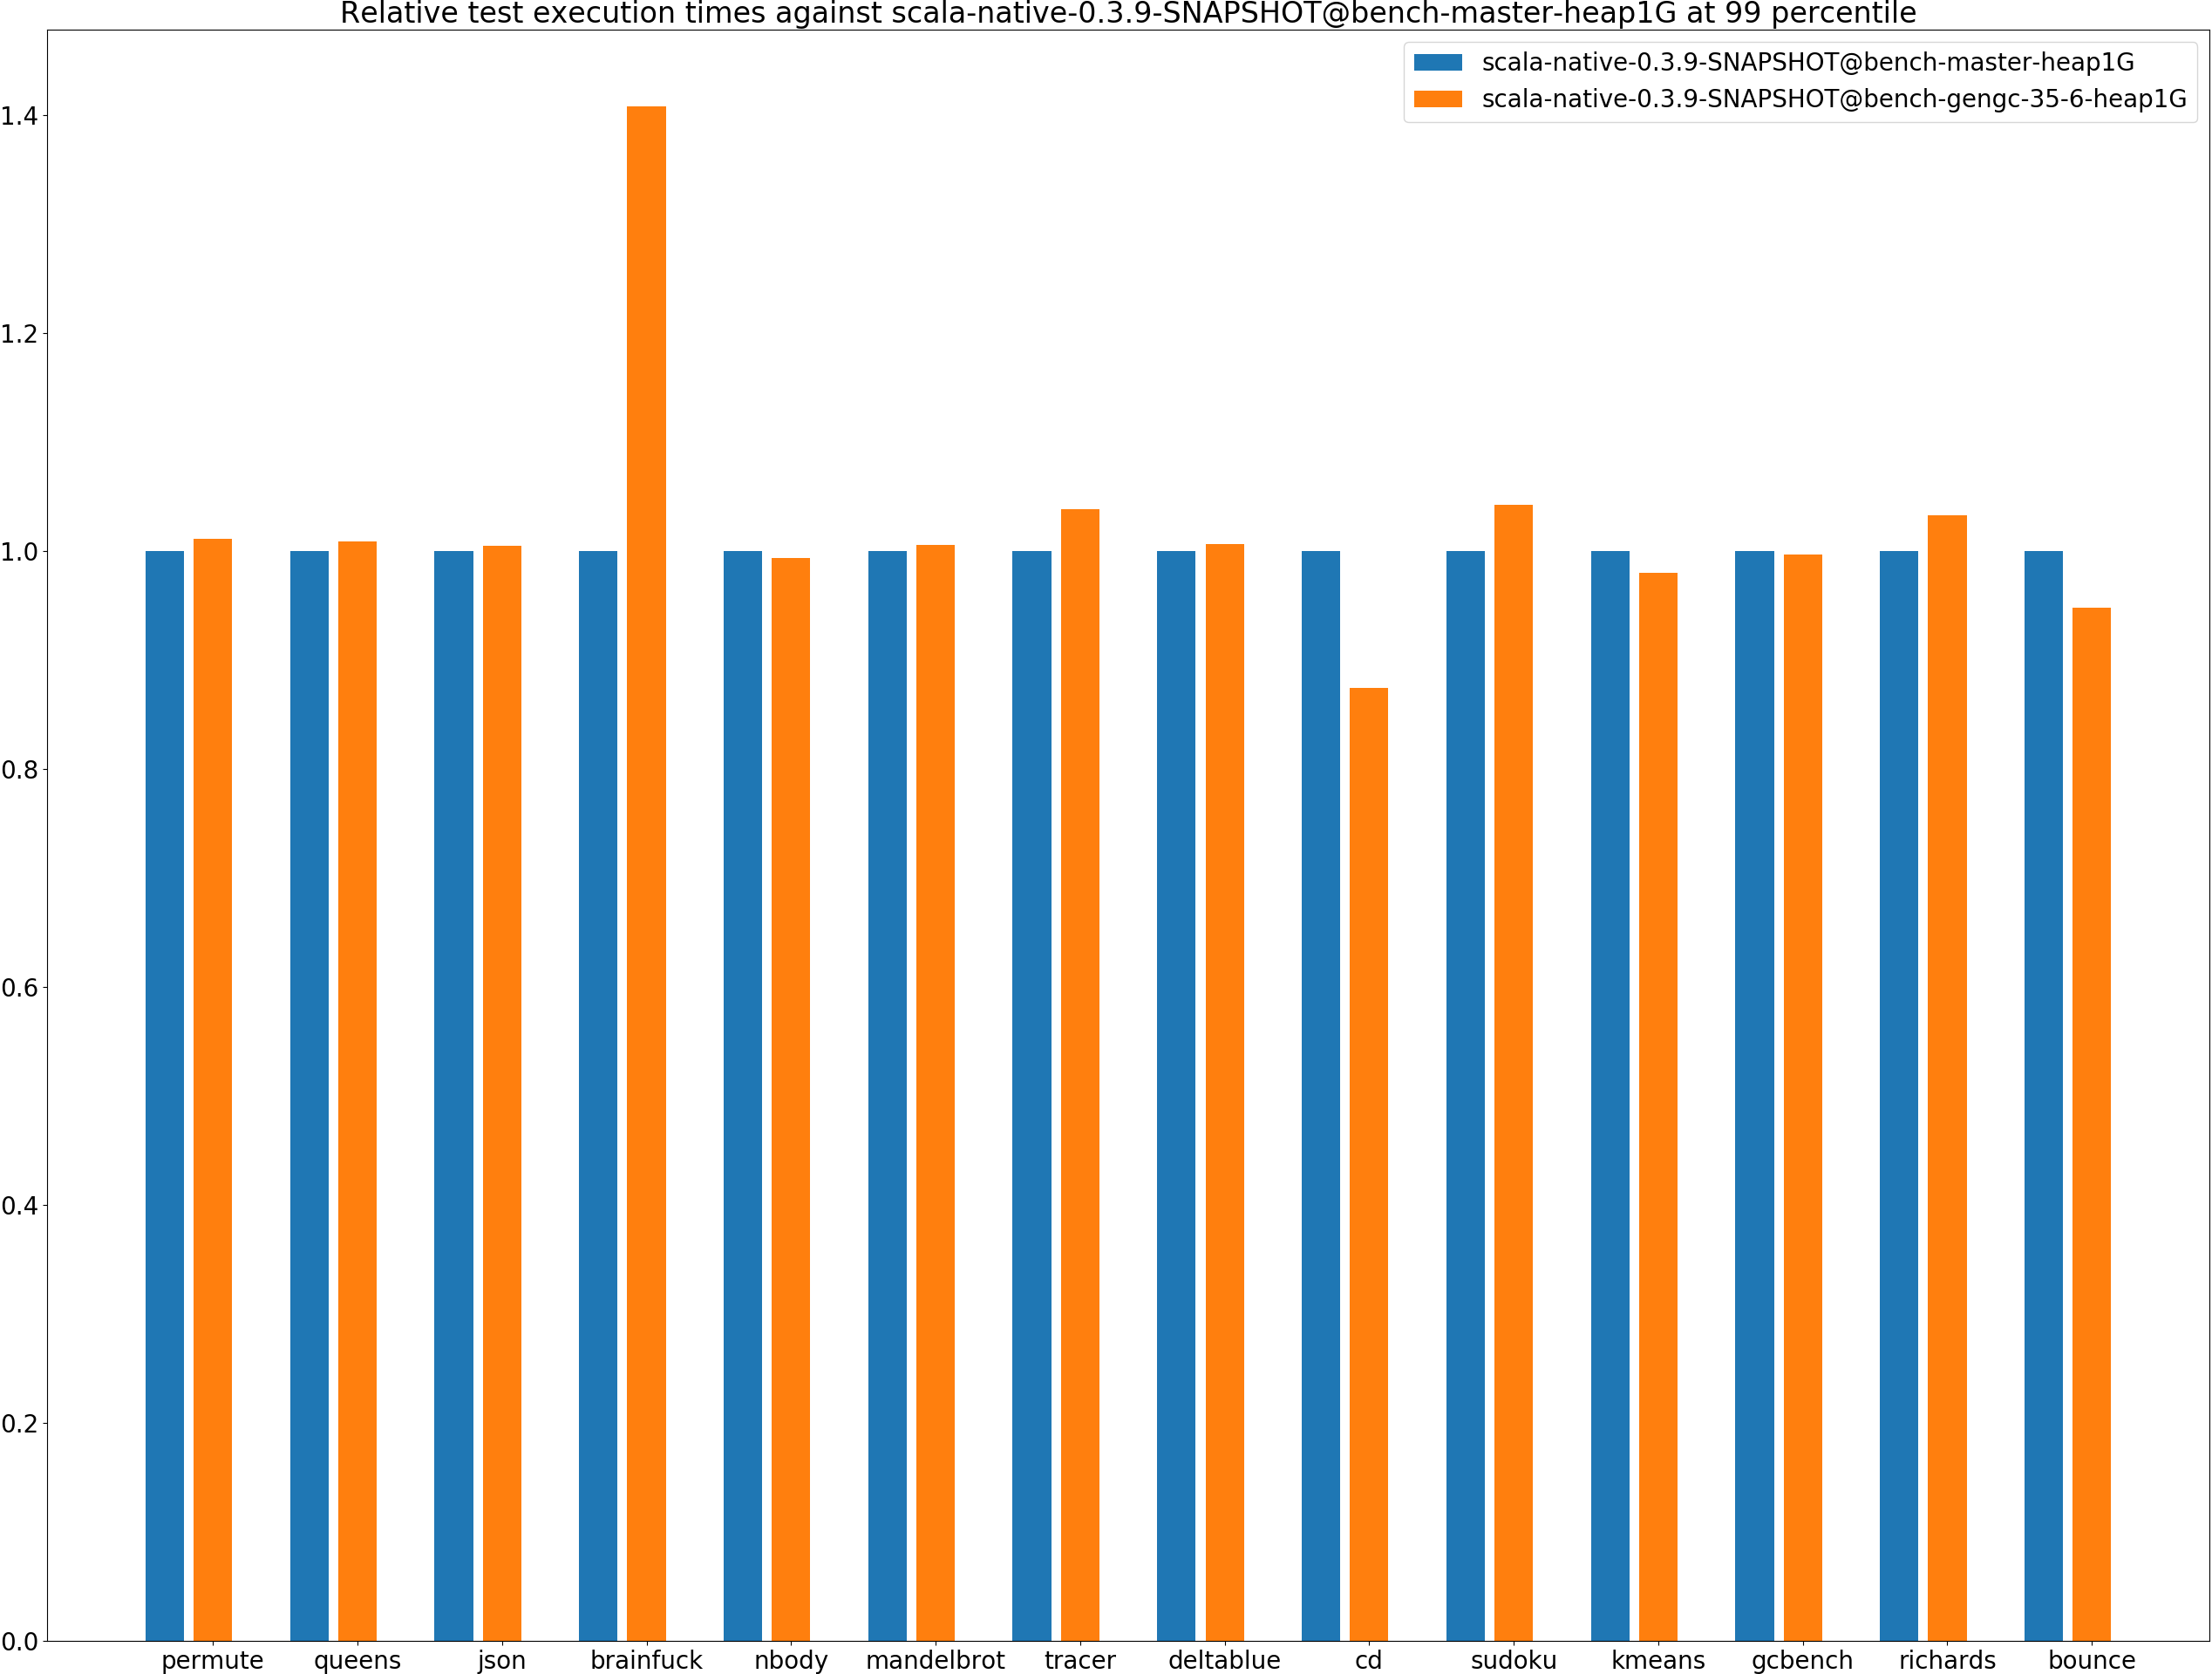 Relative test execution times against scala-native-0.3.9-SNAPSHOT@bench-master-heap1G at 99 percentile
scala-native-0.3.9-SNAPSHOT@bench-master-heap1G
scala-native-0.3.9-SNAPSHOT@bench-gengc-35-6-heap1G
1.4
1.2
1.0
0.8
0.6
0.4
0.2
0.0
permute queens json brainfuck nbody mandelbrot tracer deltablue cd sudoku kmeans gcbench richards bounce